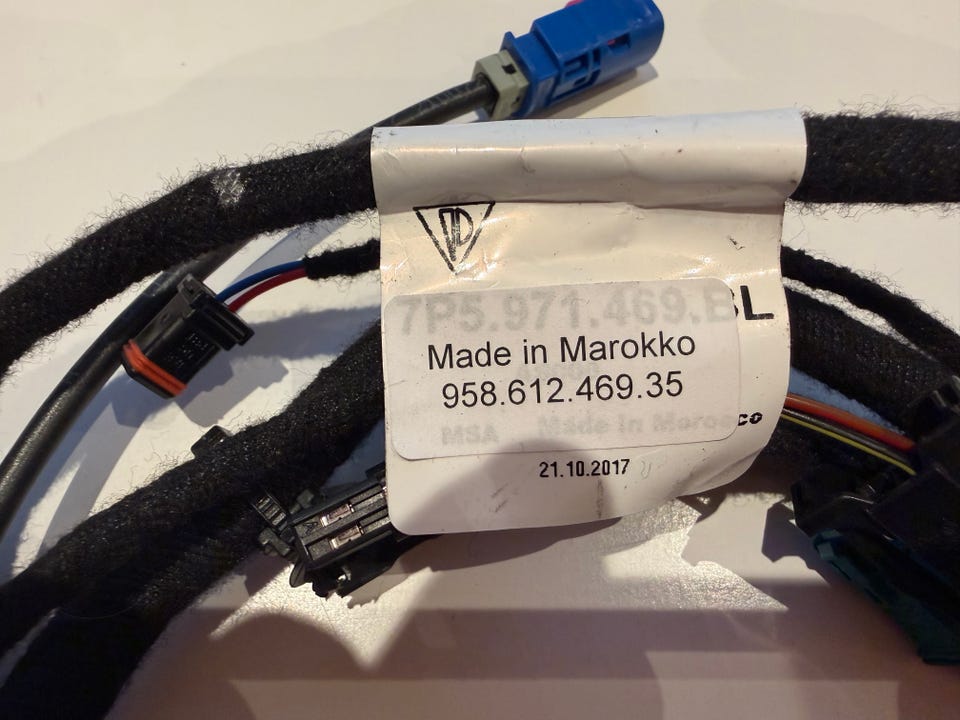 7P5.971.469.BL
Made in Marokko
958.612.469.35
MSA Made in Morocco
21.10.2017